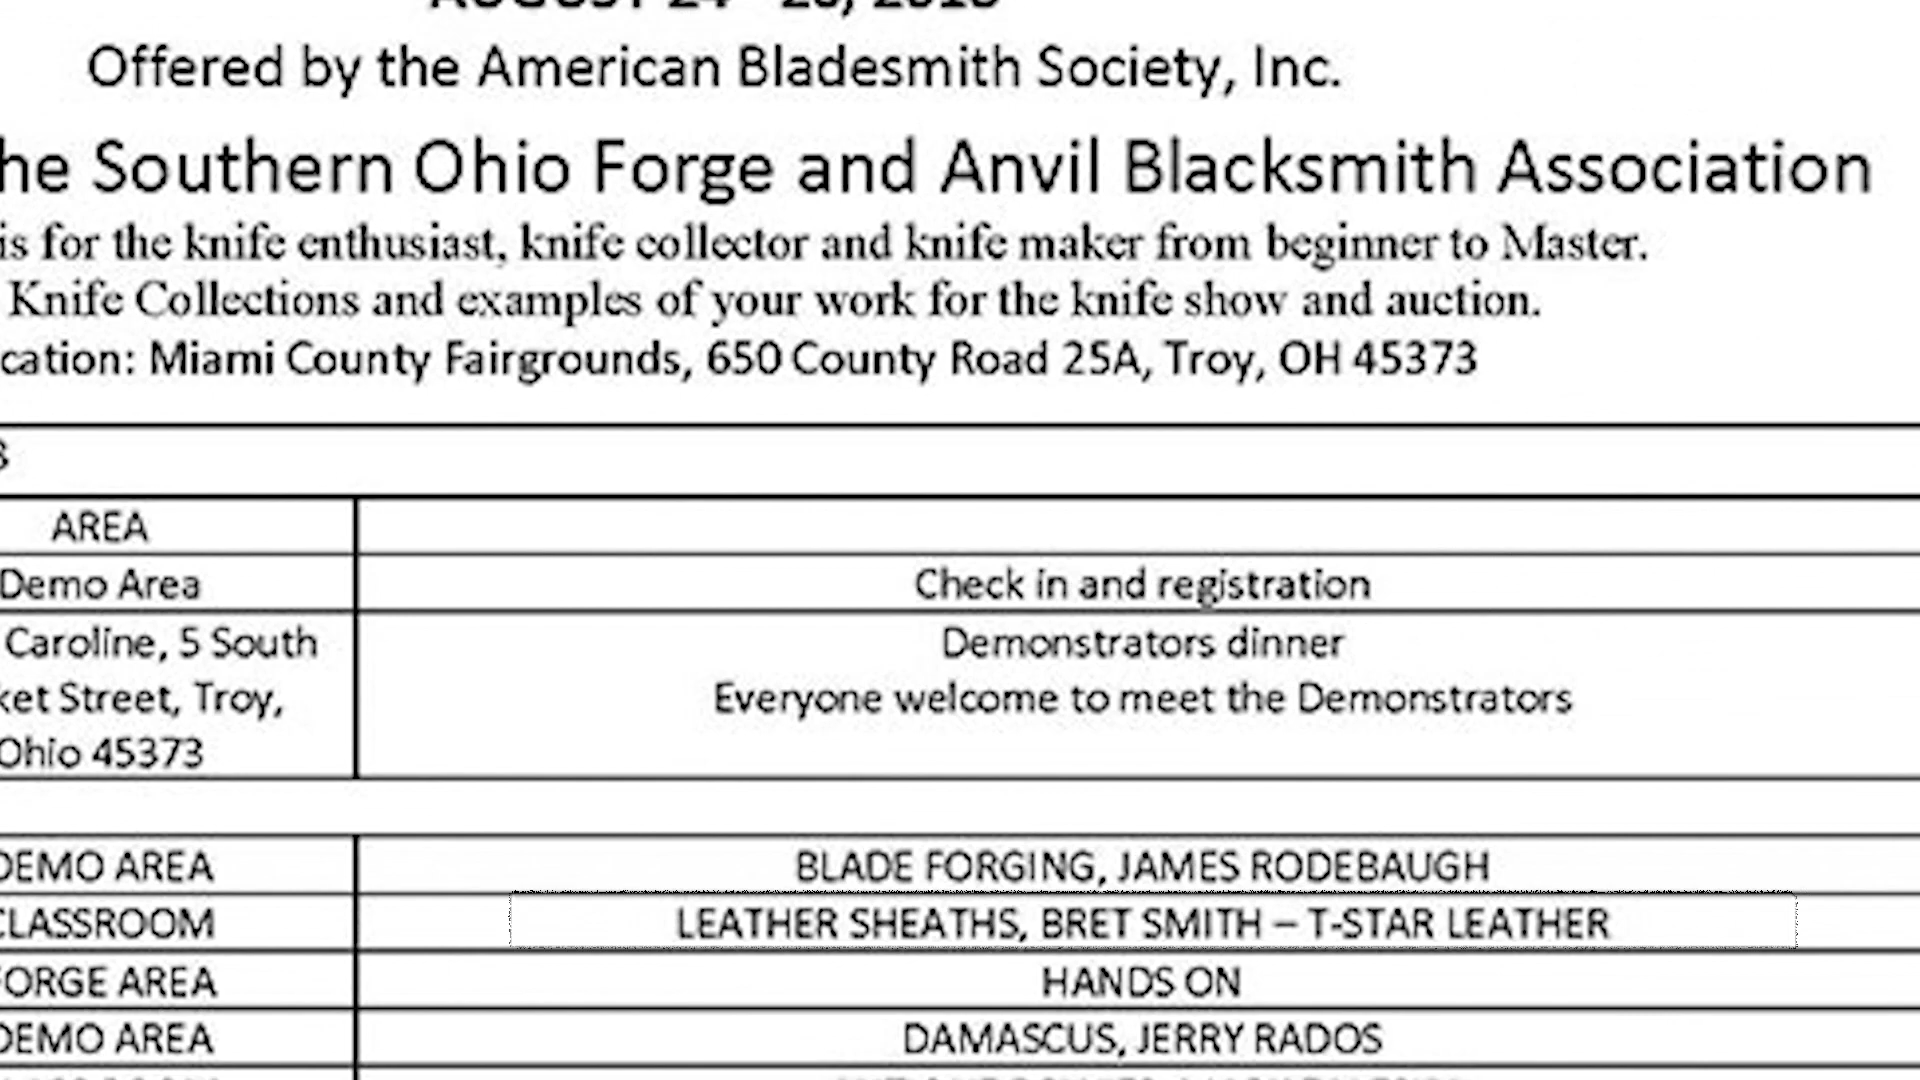 Offered by the American Bladesmith Society, Inc.
he Southern Ohio Forge and Anvil Blacksmith Association
is for the knife enthusiast, knife collector and knife maker from beginner to Master.
Knife Collections and examples of your work for the knife show and auction.
cation: Miami County Fairgrounds, 650 County Road 25A, Troy, OH 45373
AREA
Demo Area Check in and registration
Caroline, 5 South Demonstrators dinner
ket Street, Troy, Everyone welcome to meet the Demonstrators
Ohio 45373
DEMO AREA BLADE FORGING, JAMES RODEBAUGH
CLASSROOM LEATHER SHEATHS, BRET SMITH – T-STAR LEATHER
FORGE AREA HANDS ON
DEMO AREA DAMASCUS, JERRY RADOS